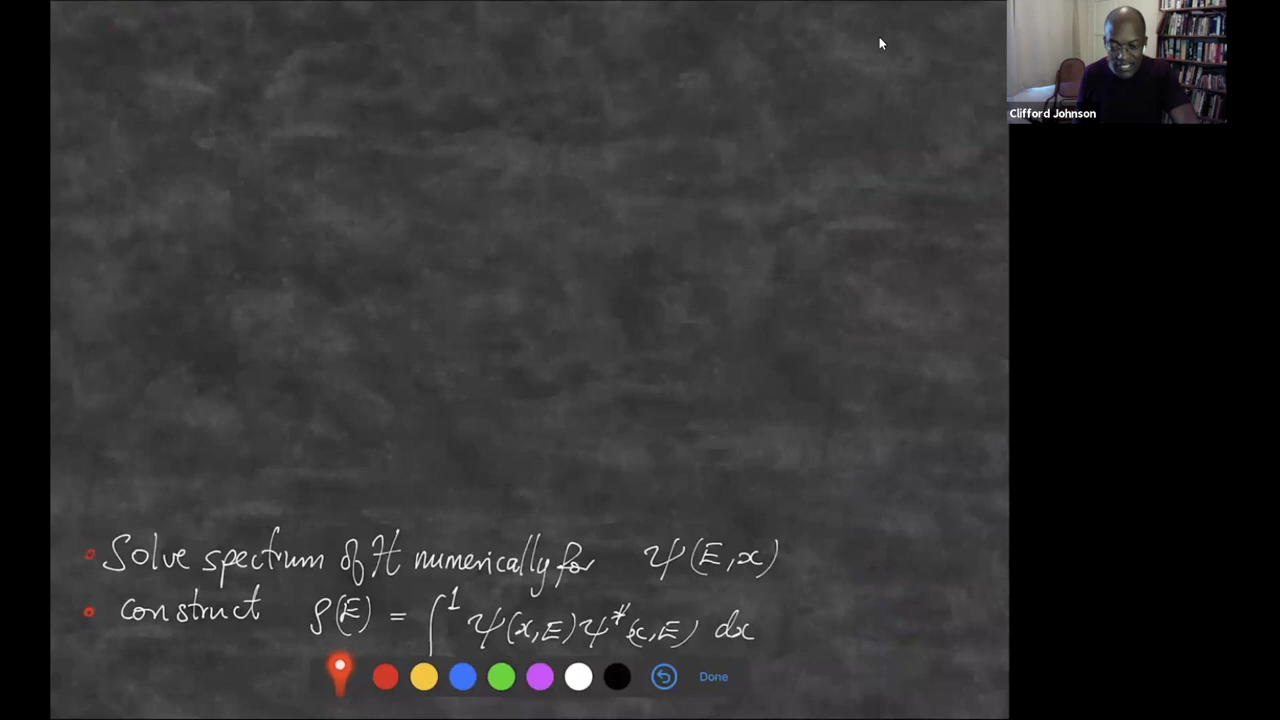 Clifford Johnson
Solve spectrum of H numerically for ψ(E,x)
construct ρ(E) = ∫¹ ψ(x,E)ψ*(x,E) dx
Done